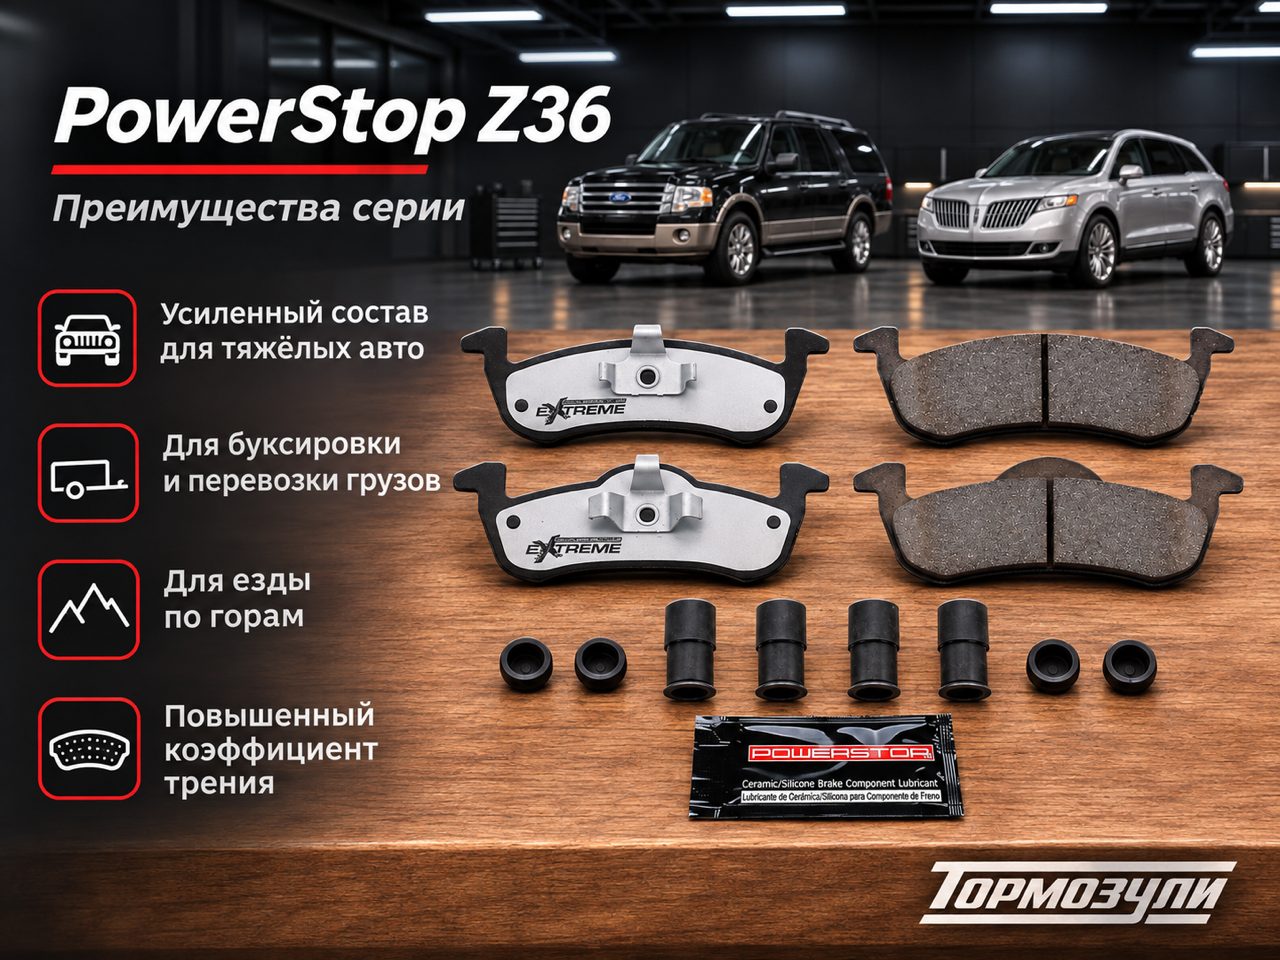 PowerStop Z36
Преимущества серии
Усиленный состав
для тяжёлых авто
Для буксировки
и перевозки грузов
Для езды
по горам
Повышенный
коэффициент
трения
Ford
EXTREME
EXTREME
POWERSTOP
Ceramic/Silicone Brake Component Lubricant
Lubricante de Cerámica/Silicona para Componente de Freno
Тормозули